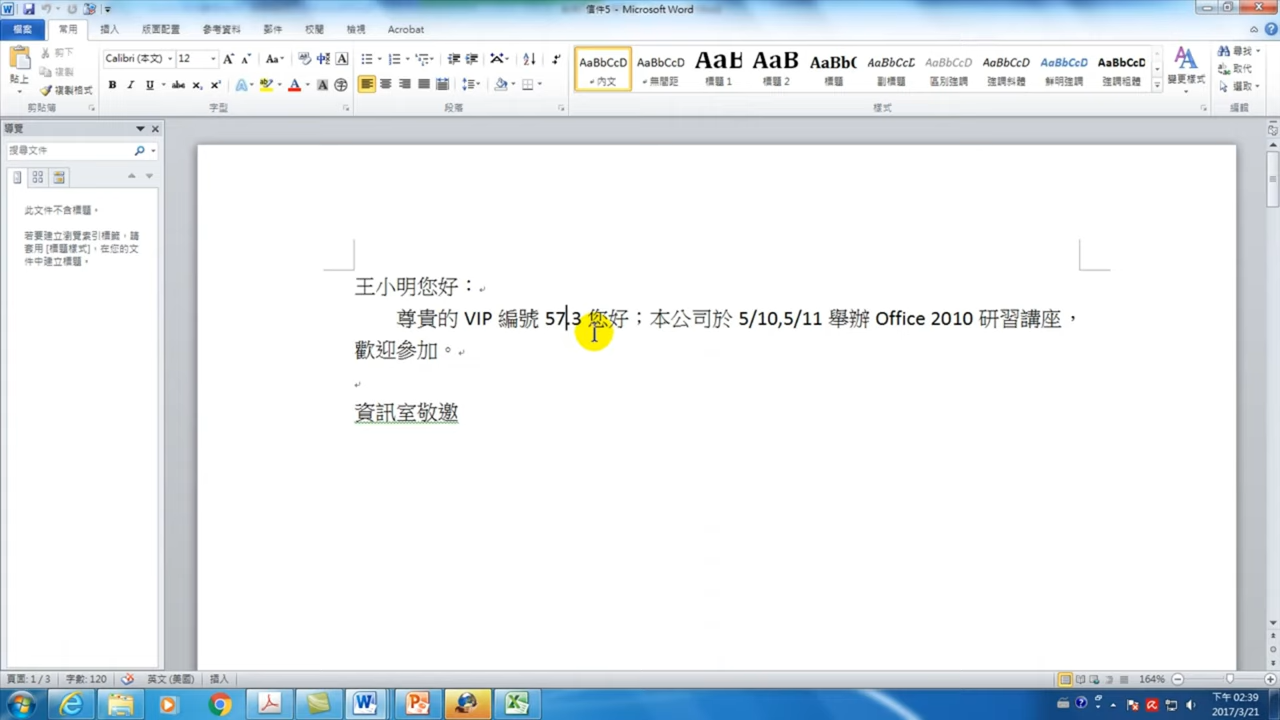 信件5 - Microsoft Word
檔案 常用 插入 版面配置 參考資料 郵件 校閱 檢視 Acrobat
貼上 剪下 複製 複製格式 剪貼簿
Calibri (本文) 12 字型
段落
AaBbCcD AaBbCcD AaB AaBb AaBb( AaBbCcDc AaBbCcDc AaBbCcDc AaBbCcDc AaBbCcD
內文 無間距 標題 1 標題 2 標題 副標題 區別強調 強調斜體 鮮明強調 強調粗體
樣式
變更樣式
尋找 取代 選取 編輯
導覽
搜尋文件
此文件不含標題。
若要建立瀏覽索引標籤，請
套用 [標題樣式]，在您的文
件中建立標題。
王小明您好：
尊貴的 VIP 編號 57.3 您好；本公司於 5/10,5/11 舉辦 Office 2010 研習講座，
歡迎參加。
資訊室敬邀
頁面: 1 / 3 字數: 120 英文 (美國) 插入 164%
下午 02:39
2017/3/21